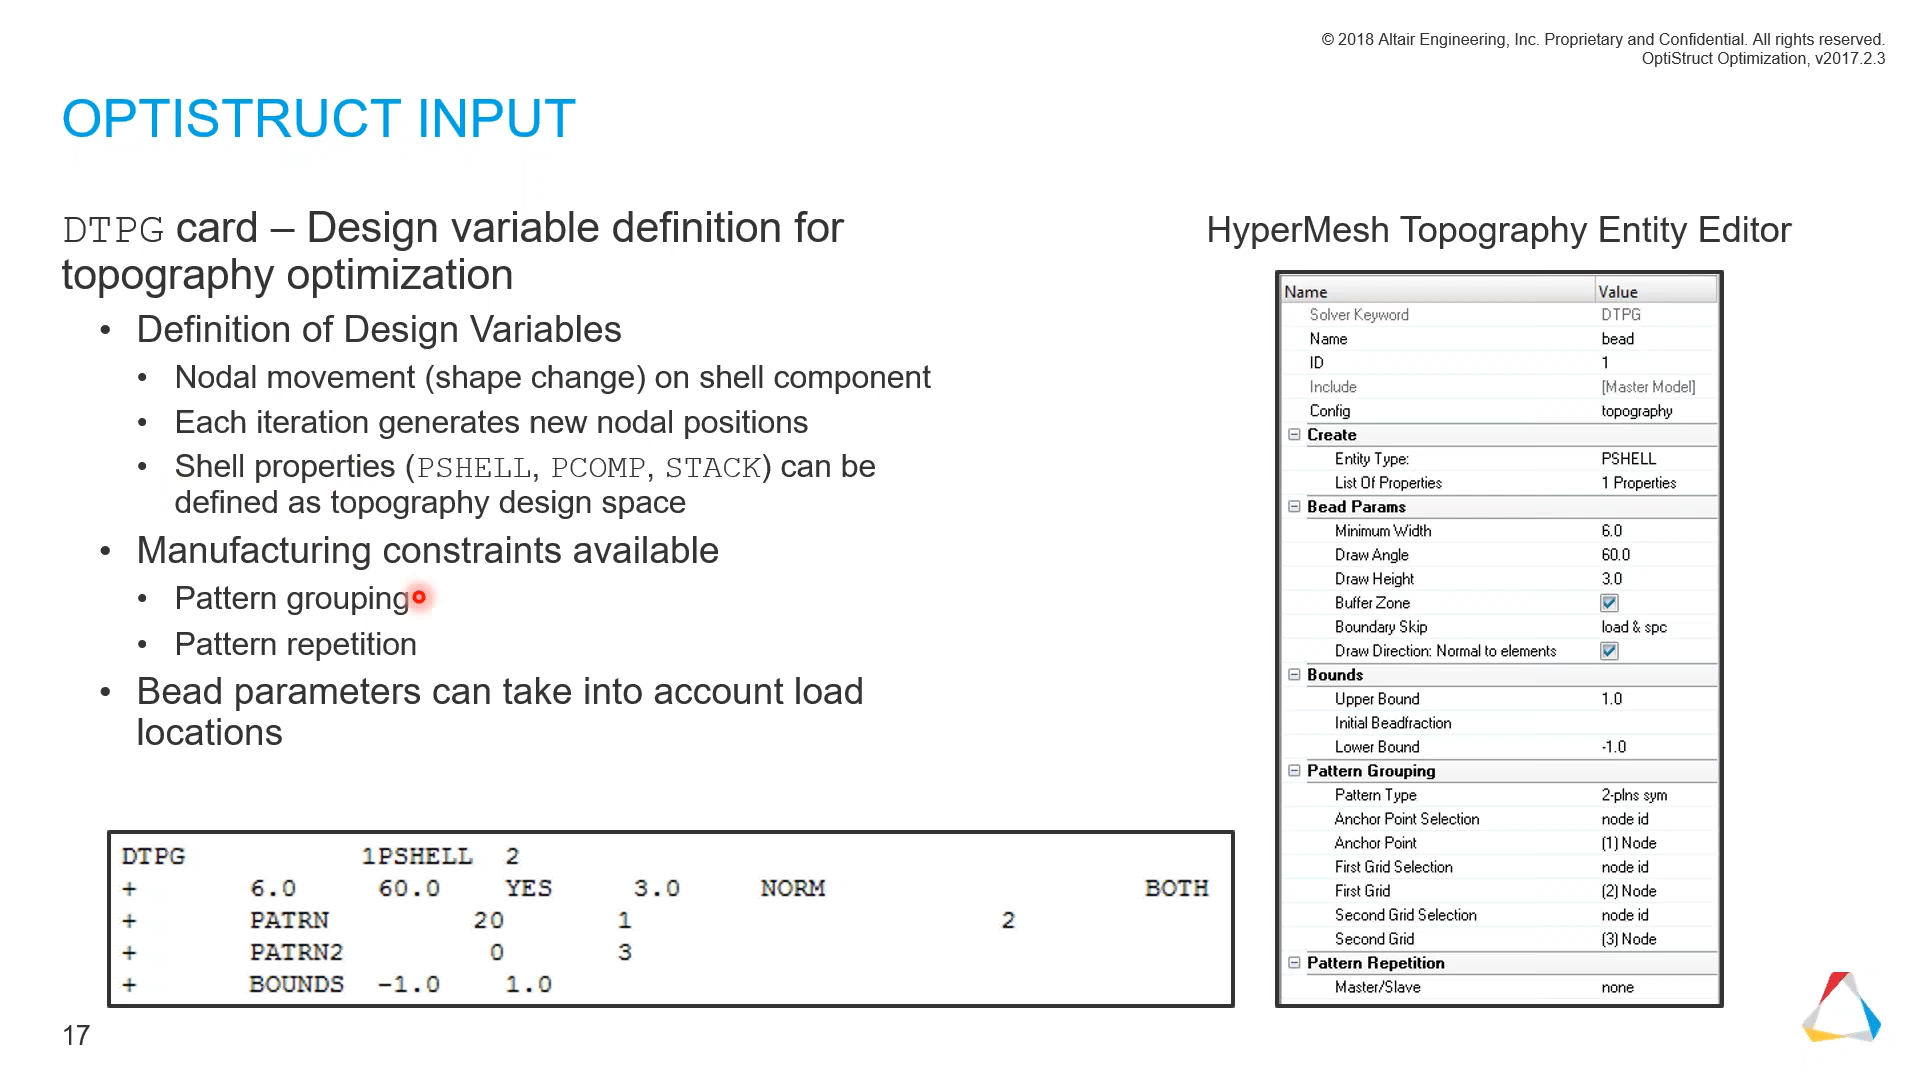 © 2018 Altair Engineering, Inc. Proprietary and Confidential. All rights reserved.
OptiStruct Optimization, v2017.2.3
OPTISTRUCT INPUT
DTPG card – Design variable definition for
topography optimization
• Definition of Design Variables
• Nodal movement (shape change) on shell component
• Each iteration generates new nodal positions
• Shell properties (PSHELL, PCOMP, STACK) can be
defined as topography design space
• Manufacturing constraints available
• Pattern grouping
• Pattern repetition
• Bead parameters can take into account load
locations
DTPG 1PSHELL 2
+ 6.0 60.0 YES 3.0 NORM BOTH
+ PATRN 20 1 2
+ PATRN2 0 3
+ BOUNDS -1.0 1.0
HyperMesh Topography Entity Editor
Name Value
Solver Keyword DTPG
Name bead
ID 1
Include [Master Model]
Config topography
Create
Entity Type: PSHELL
List Of Properties 1 Properties
Bead Params
Minimum Width 6.0
Draw Angle 60.0
Draw Height 3.0
Buffer Zone
Boundary Skip load & spc
Draw Direction: Normal to elements
Bounds
Upper Bound 1.0
Initial Beadfraction
Lower Bound -1.0
Pattern Grouping
Pattern Type 2-plns sym
Anchor Point Selection node id
Anchor Point (1) Node
First Grid Selection node id
First Grid (2) Node
Second Grid Selection node id
Second Grid (3) Node
Pattern Repetition
Master/Slave none
17